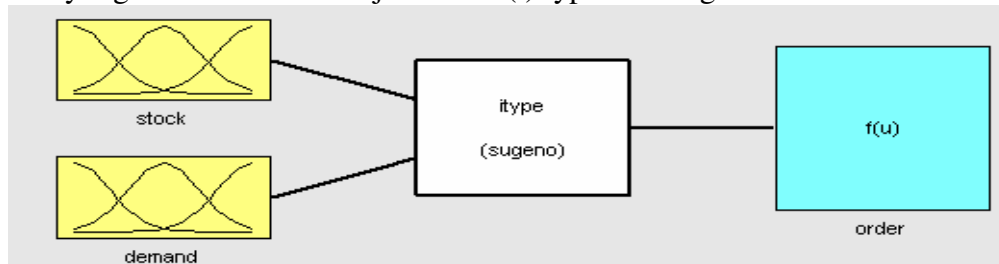 stock
demand
itype
(sugeno)
f(u)
order